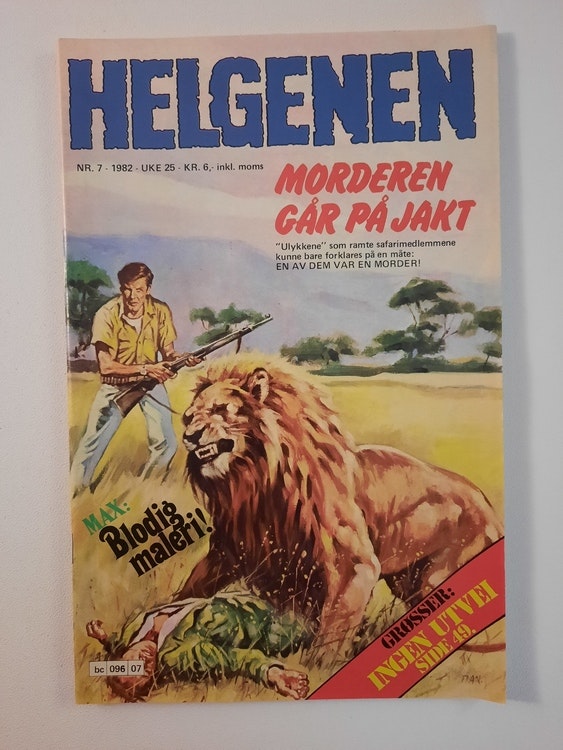 HELGENEN
NR. 7 - 1982 - UKE 25 - KR. 6,- inkl. moms
MORDEREN
GÅR PÅ JAKT
"Ulykkene" som ramte safarimedlemmene
kunne bare forklares på en måte:
EN AV DEM VAR EN MORDER!
MAX:
Blodig
maleri!
GROSSER:
INGEN UTVEI
SIDE 49.
bc 096 07